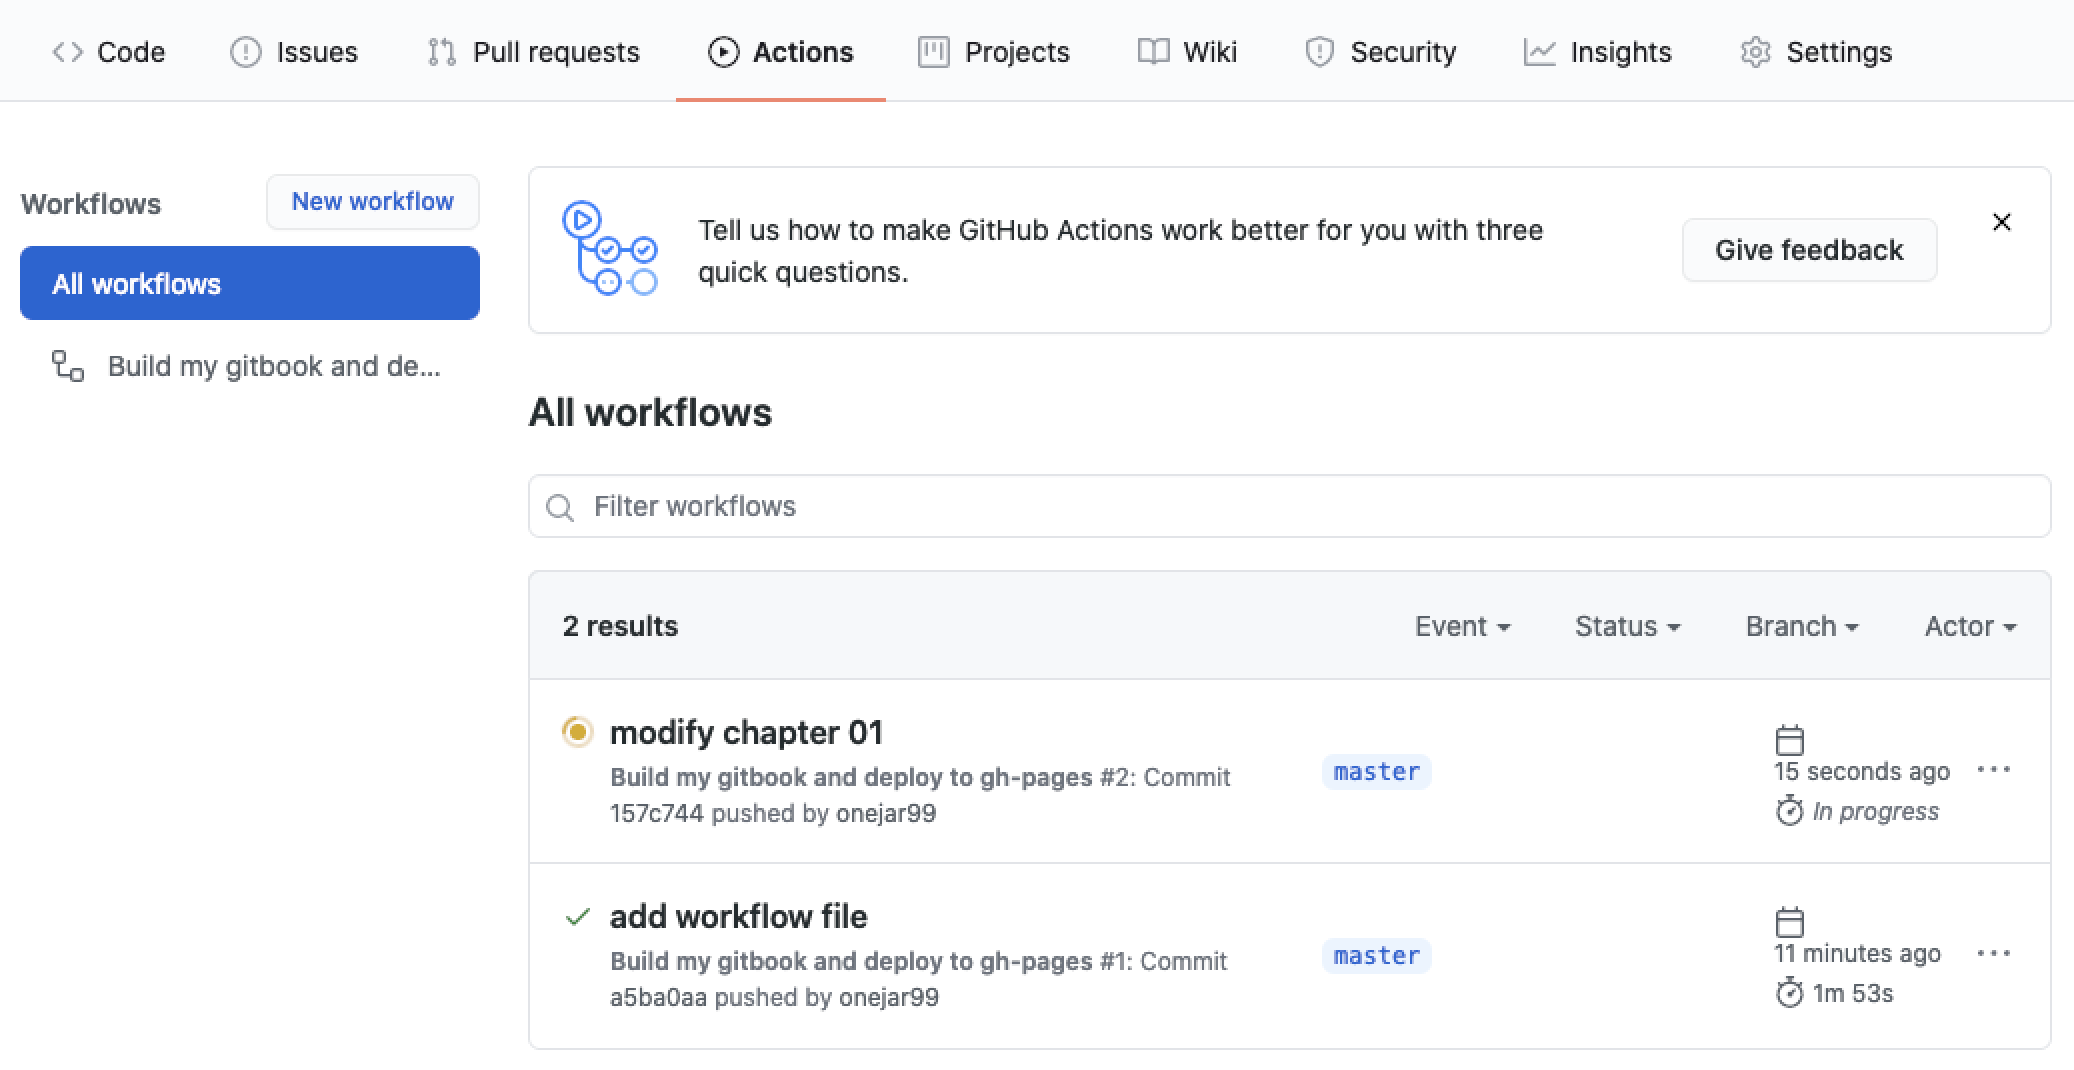 Code Issues Pull requests Actions Projects Wiki Security Insights Settings
Workflows New workflow
All workflows
Build my gitbook and de...
Tell us how to make GitHub Actions work better for you with three
quick questions.
Give feedback
All workflows
Filter workflows
2 results Event Status Branch Actor
modify chapter 01
Build my gitbook and deploy to gh-pages #2: Commit
157c744 pushed by onejar99
master
15 seconds ago
In progress
add workflow file
Build my gitbook and deploy to gh-pages #1: Commit
a5ba0aa pushed by onejar99
master
11 minutes ago
1m 53s